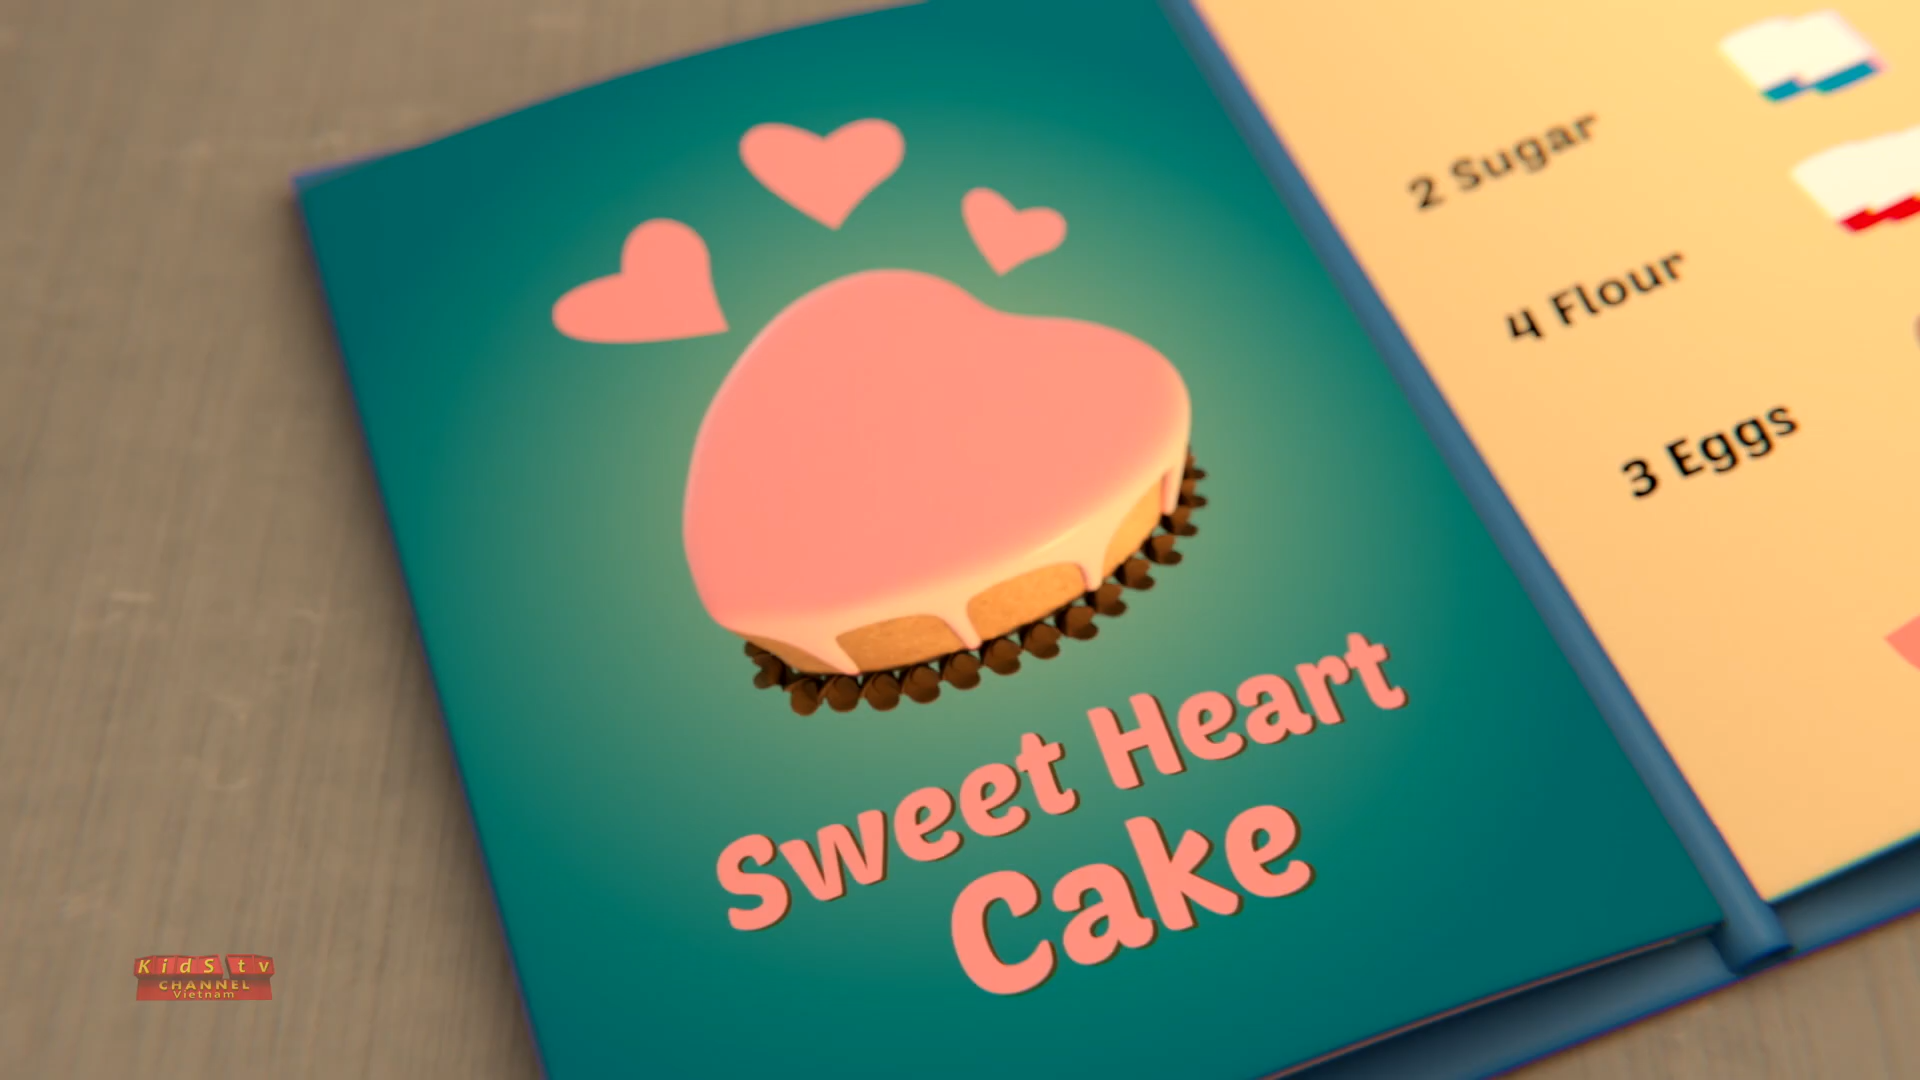 Sweet Heart
Cake
2 Sugar
4 Flour
3 Eggs
KidS tv
CHANNEL
Vietnam